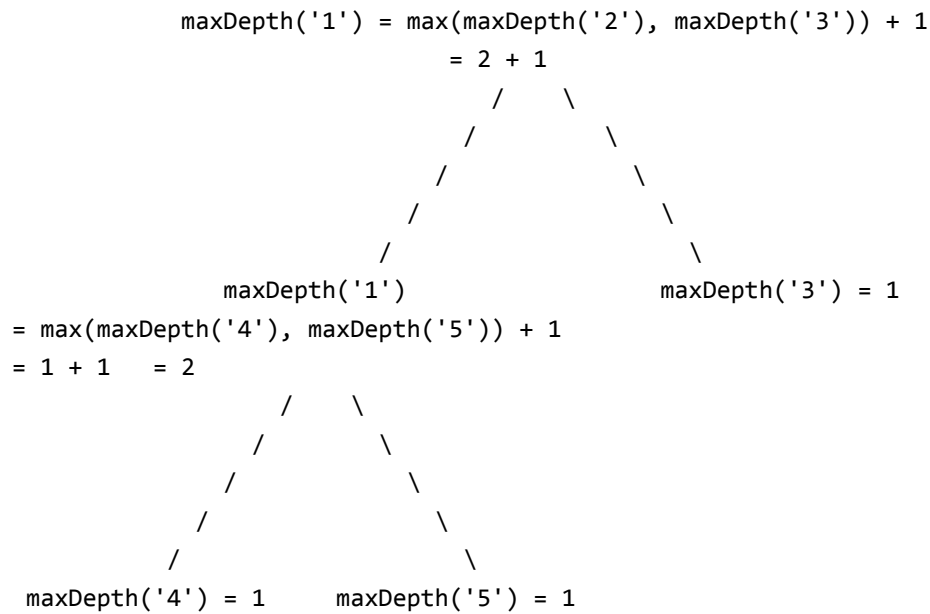 maxDepth('1') = max(maxDepth('2'), maxDepth('3')) + 1
= 2 + 1
maxDepth('1') maxDepth('3') = 1
= max(maxDepth('4'), maxDepth('5')) + 1
= 1 + 1 = 2
maxDepth('4') = 1 maxDepth('5') = 1